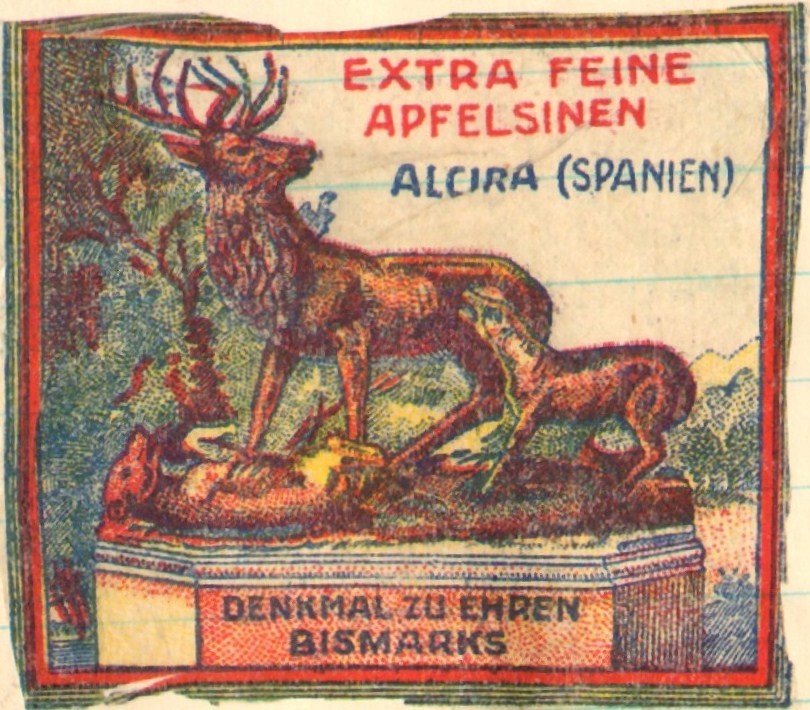 EXTRA FEINE
APFELSINEN
ALCIRA (SPANIEN)
DENKMAL ZU EHREN
BISMARKS